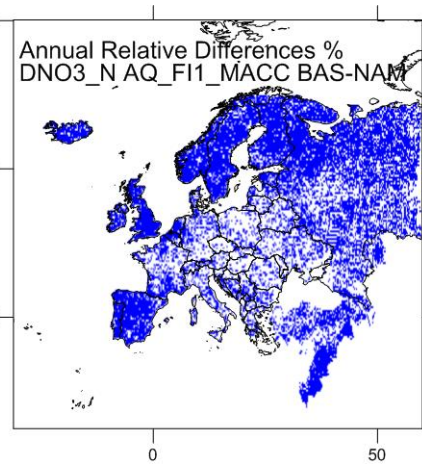 Annual Relative Differences %
DNO3_N AQ_FI1_MACC BAS-NAM
0
50